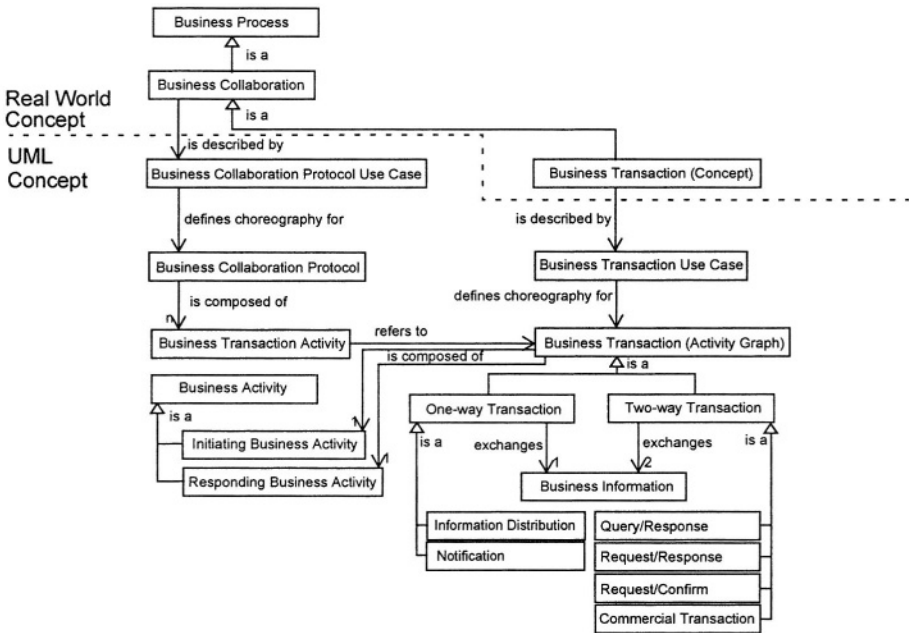 Business Process
is a
Business Collaboration
Real World
Concept
is a
UML
Concept
is described by
Business Collaboration Protocol Use Case
Business Transaction (Concept)
defines choreography for
is described by
Business Collaboration Protocol
Business Transaction Use Case
is composed of
defines choreography for
n
refers to
Business Transaction Activity
Business Transaction (Activity Graph)
is composed of
is a
Business Activity
is a
One-way Transaction
Two-way Transaction
1
Initiating Business Activity
is a
exchanges
exchanges
is a
1
1
2
Responding Business Activity
Business Information
Information Distribution
Query/Response
Notification
Request/Response
Request/Confirm
Commercial Transaction